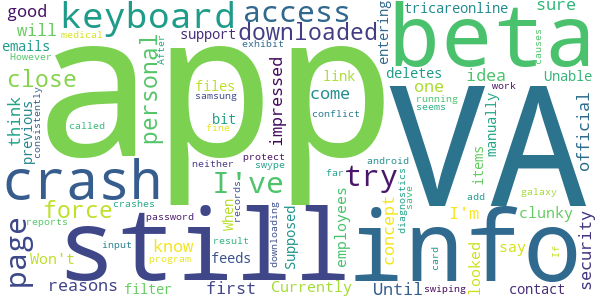 good
keyboard
access
tricareonline
sure
will
emails
However
medical
After
support
exhibit
downloaded
entering
beta
close
personal
files
samsung
bit
impressed
link
come
deletes
one
running
seems
idea
manually
Unable
causes
work
official
think
previous
consistently
called
fine
conflict
app
VA
crash
neither
protect
swype
I've
try
far
android
diagnostics
save
items
add
galaxy
force
crashes
password
When
records
downloading
Supposed
employees
concept
card
I'm
looked
say
clunky
If
security
page
still
info
reports
Won't
input
know
program
result
feeds
reasons
filter
first
Currently
Until
swiping
contact